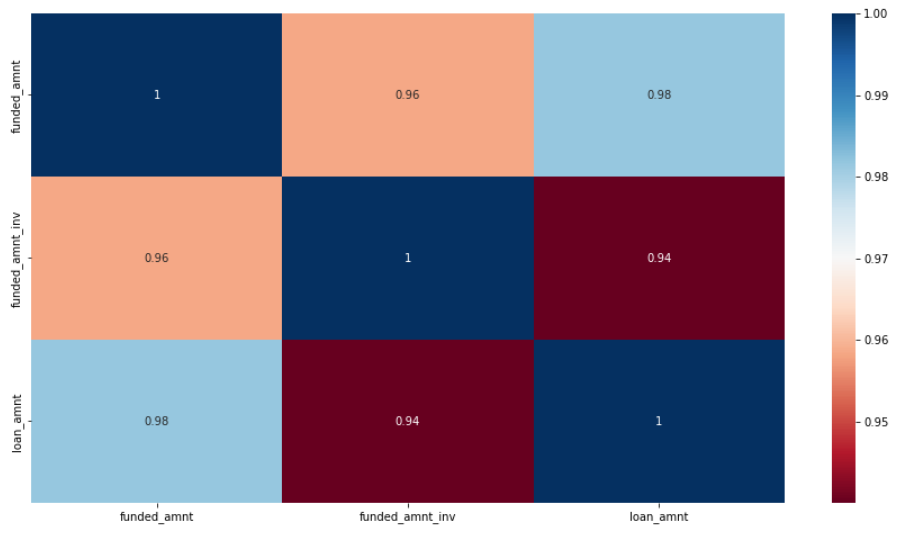 funded_amnt
1
0.96
0.98
funded_amnt_inv
0.96
1
0.94
loan_amnt
0.98
0.94
1
funded_amnt
funded_amnt_inv
loan_amnt
1.00
0.99
0.98
0.97
0.96
0.95